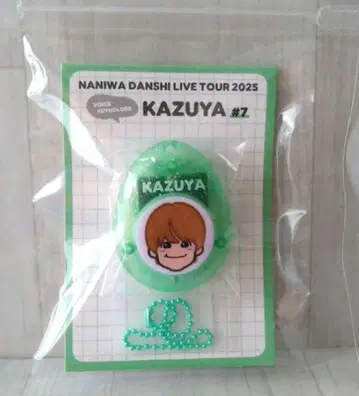 NANIWA DANSHI LIVE TOUR 2025
VOICE
KEYHOLDER
KAZUYA #7
KAZUYA